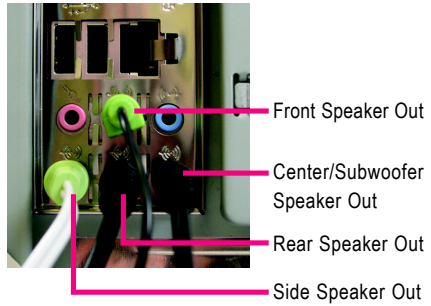 Front Speaker Out
Center/Subwoofer
Speaker Out
Rear Speaker Out
Side Speaker Out